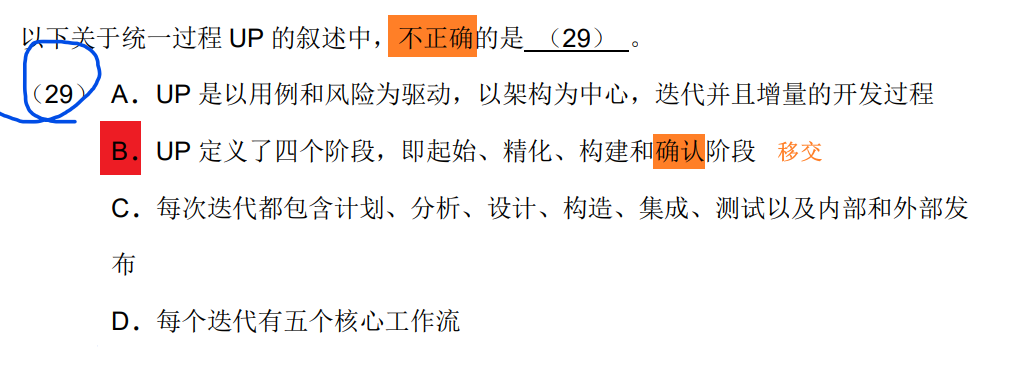 以下关于统一过程 UP 的叙述中，不正确的是 （29） 。
（29） A．UP 是以用例和风险为驱动，以架构为中心，迭代并且增量的开发过程
B．UP 定义了四个阶段，即起始、精化、构建和确认阶段 移交
C．每次迭代都包含计划、分析、设计、构造、集成、测试以及内部和外部发
布
D．每个迭代有五个核心工作流